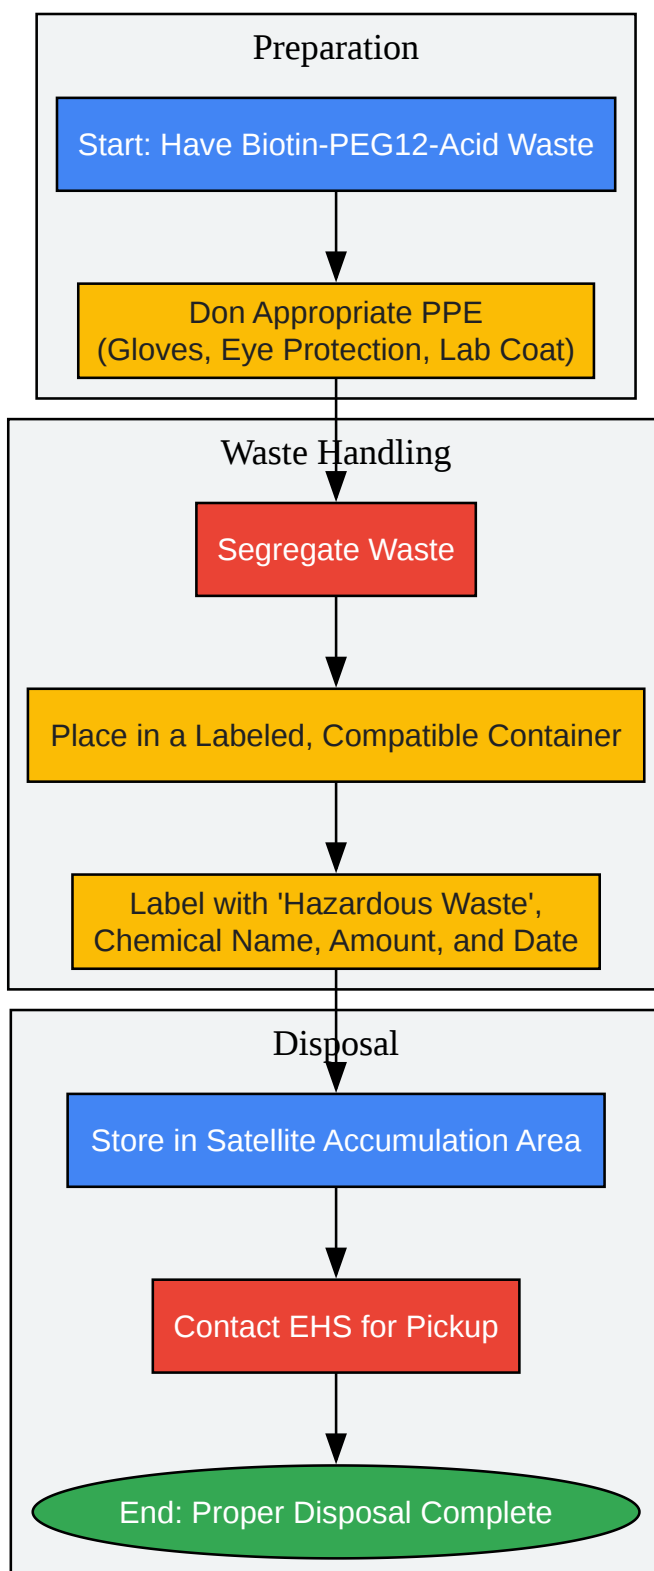 Preparation
Start: Have Biotin-PEG12-Acid Waste
Don Appropriate PPE
(Gloves, Eye Protection, Lab Coat)
Waste Handling
Segregate Waste
Place in a Labeled, Compatible Container
Label with 'Hazardous Waste',
Chemical Name, Amount, and Date
Disposal
Store in Satellite Accumulation Area
Contact EHS for Pickup
End: Proper Disposal Complete